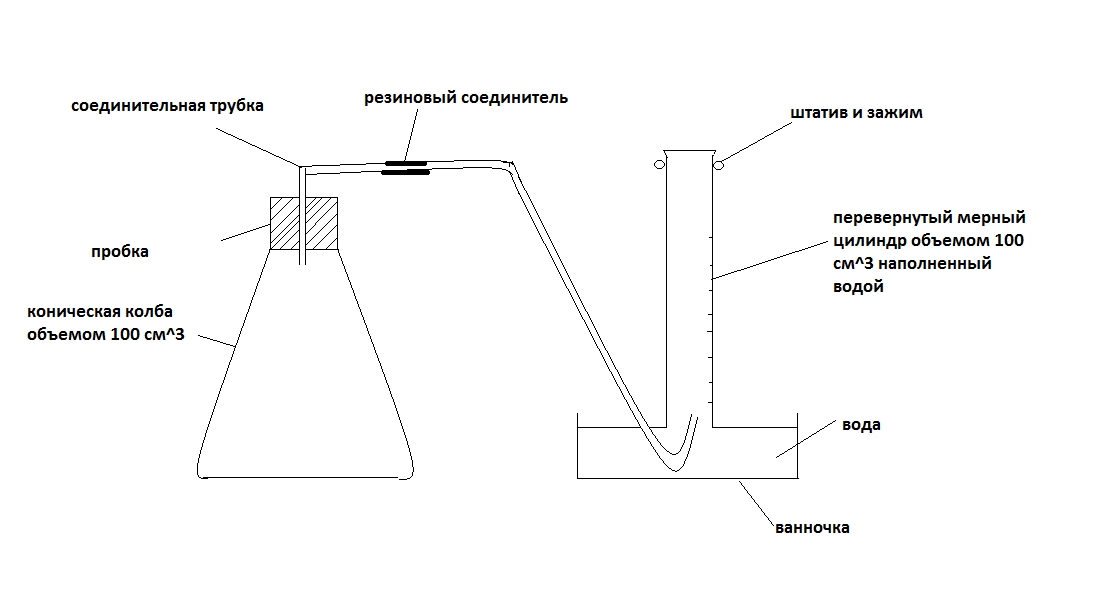 соединительная трубка
резиновый соединитель
штатив и зажим
перевернутый мерный
цилиндр объемом 100
см^3 наполненный
водой
пробка
коническая колба
объемом 100 см^3
вода
ванночка